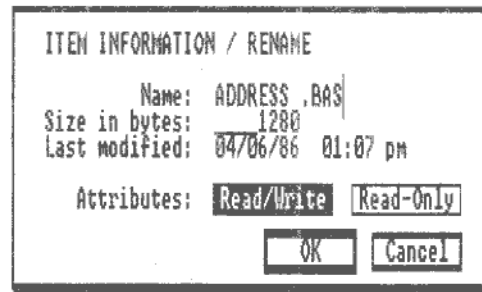 ITEM INFORMATION / RENAME
Name: ADDRESS .BAS
Size in bytes: 1280
Last modified: 04/06/86 01:07 pm
Attributes: Read/Write Read-Only
OK Cancel